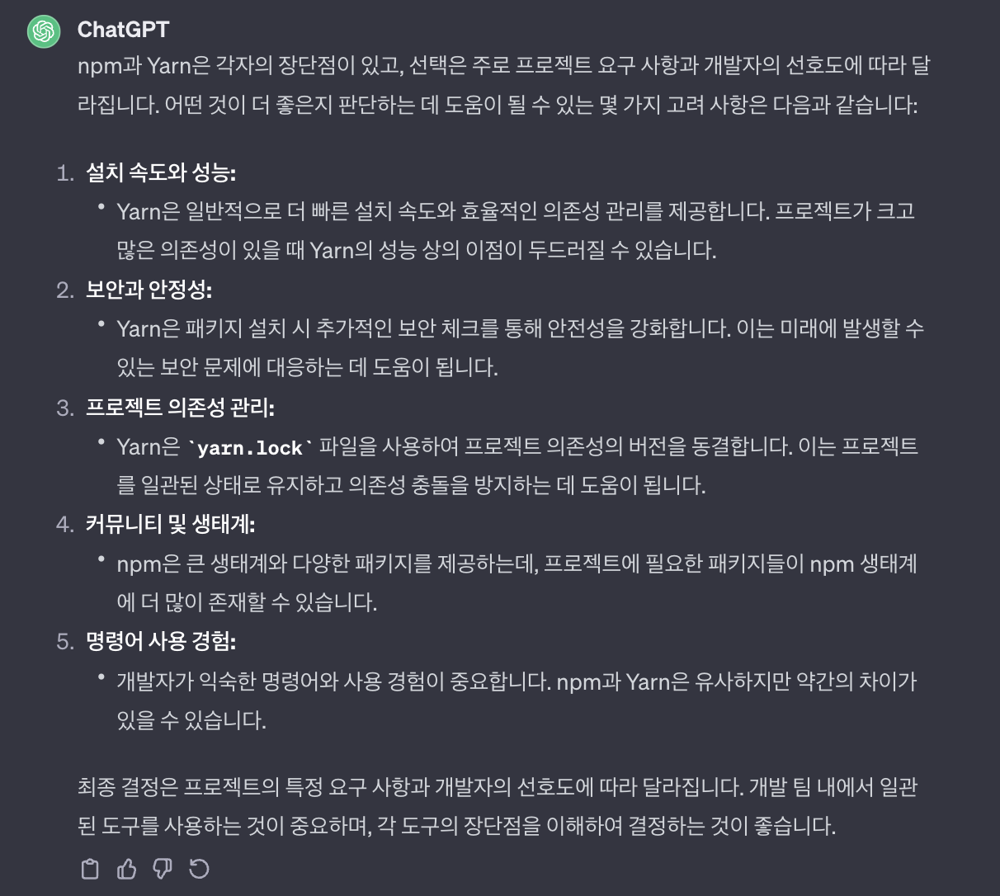 ChatGPT
npm과 Yarn은 각자의 장단점이 있고, 선택은 주로 프로젝트 요구 사항과 개발자의 선호도에 따라 달
라집니다. 어떤 것이 더 좋은지 판단하는 데 도움이 될 수 있는 몇 가지 고려 사항은 다음과 같습니다:
1. 설치 속도와 성능:
• Yarn은 일반적으로 더 빠른 설치 속도와 효율적인 의존성 관리를 제공합니다. 프로젝트가 크고
많은 의존성이 있을 때 Yarn의 성능 상의 이점이 두드러질 수 있습니다.
2. 보안과 안정성:
• Yarn은 패키지 설치 시 추가적인 보안 체크를 통해 안전성을 강화합니다. 이는 미래에 발생할 수
있는 보안 문제에 대응하는 데 도움이 됩니다.
3. 프로젝트 의존성 관리:
• Yarn은 `yarn.lock` 파일을 사용하여 프로젝트 의존성의 버전을 동결합니다. 이는 프로젝트
를 일관된 상태로 유지하고 의존성 충돌을 방지하는 데 도움이 됩니다.
4. 커뮤니티 및 생태계:
• npm은 큰 생태계와 다양한 패키지를 제공하는데, 프로젝트에 필요한 패키지들이 npm 생태계
에 더 많이 존재할 수 있습니다.
5. 명령어 사용 경험:
• 개발자가 익숙한 명령어와 사용 경험이 중요합니다. npm과 Yarn은 유사하지만 약간의 차이가
있을 수 있습니다.
최종 결정은 프로젝트의 특정 요구 사항과 개발자의 선호도에 따라 달라집니다. 개발 팀 내에서 일관
된 도구를 사용하는 것이 중요하며, 각 도구의 장단점을 이해하여 결정하는 것이 좋습니다.